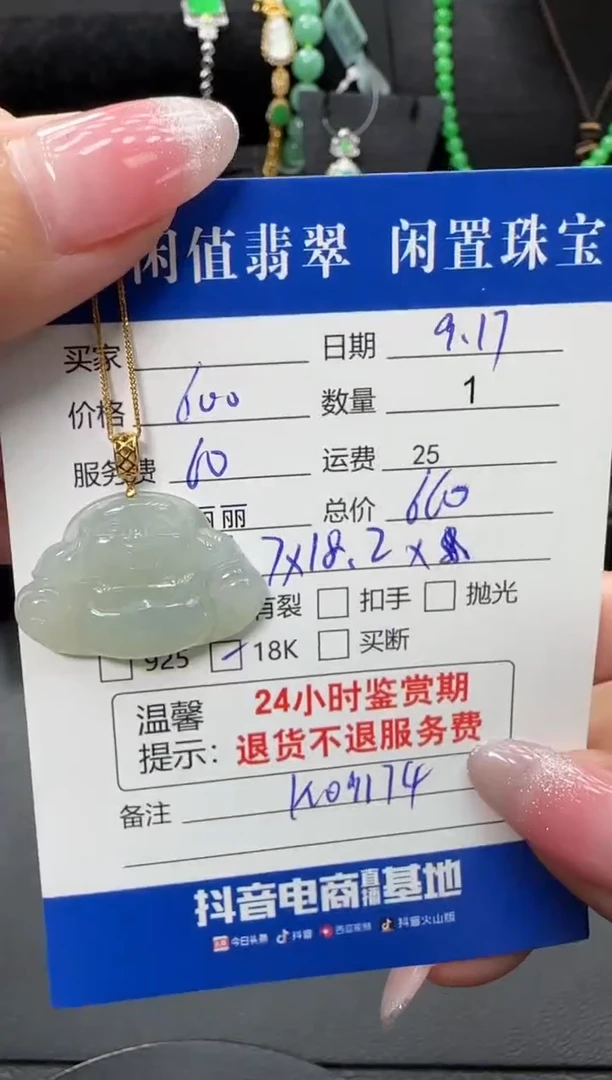 闲值翡翠 闲置珠宝
买家 日期 9.17
价格 600 数量 1
服务费 60 运费 25
丽丽 总价 660
7x18.2x
有裂 扣手 抛光
925 18K 买断
温馨 24小时鉴赏期
提示: 退货不退服务费
备注
抖音电商直播基地
今日头条 抖音 西瓜视频 抖音火山版